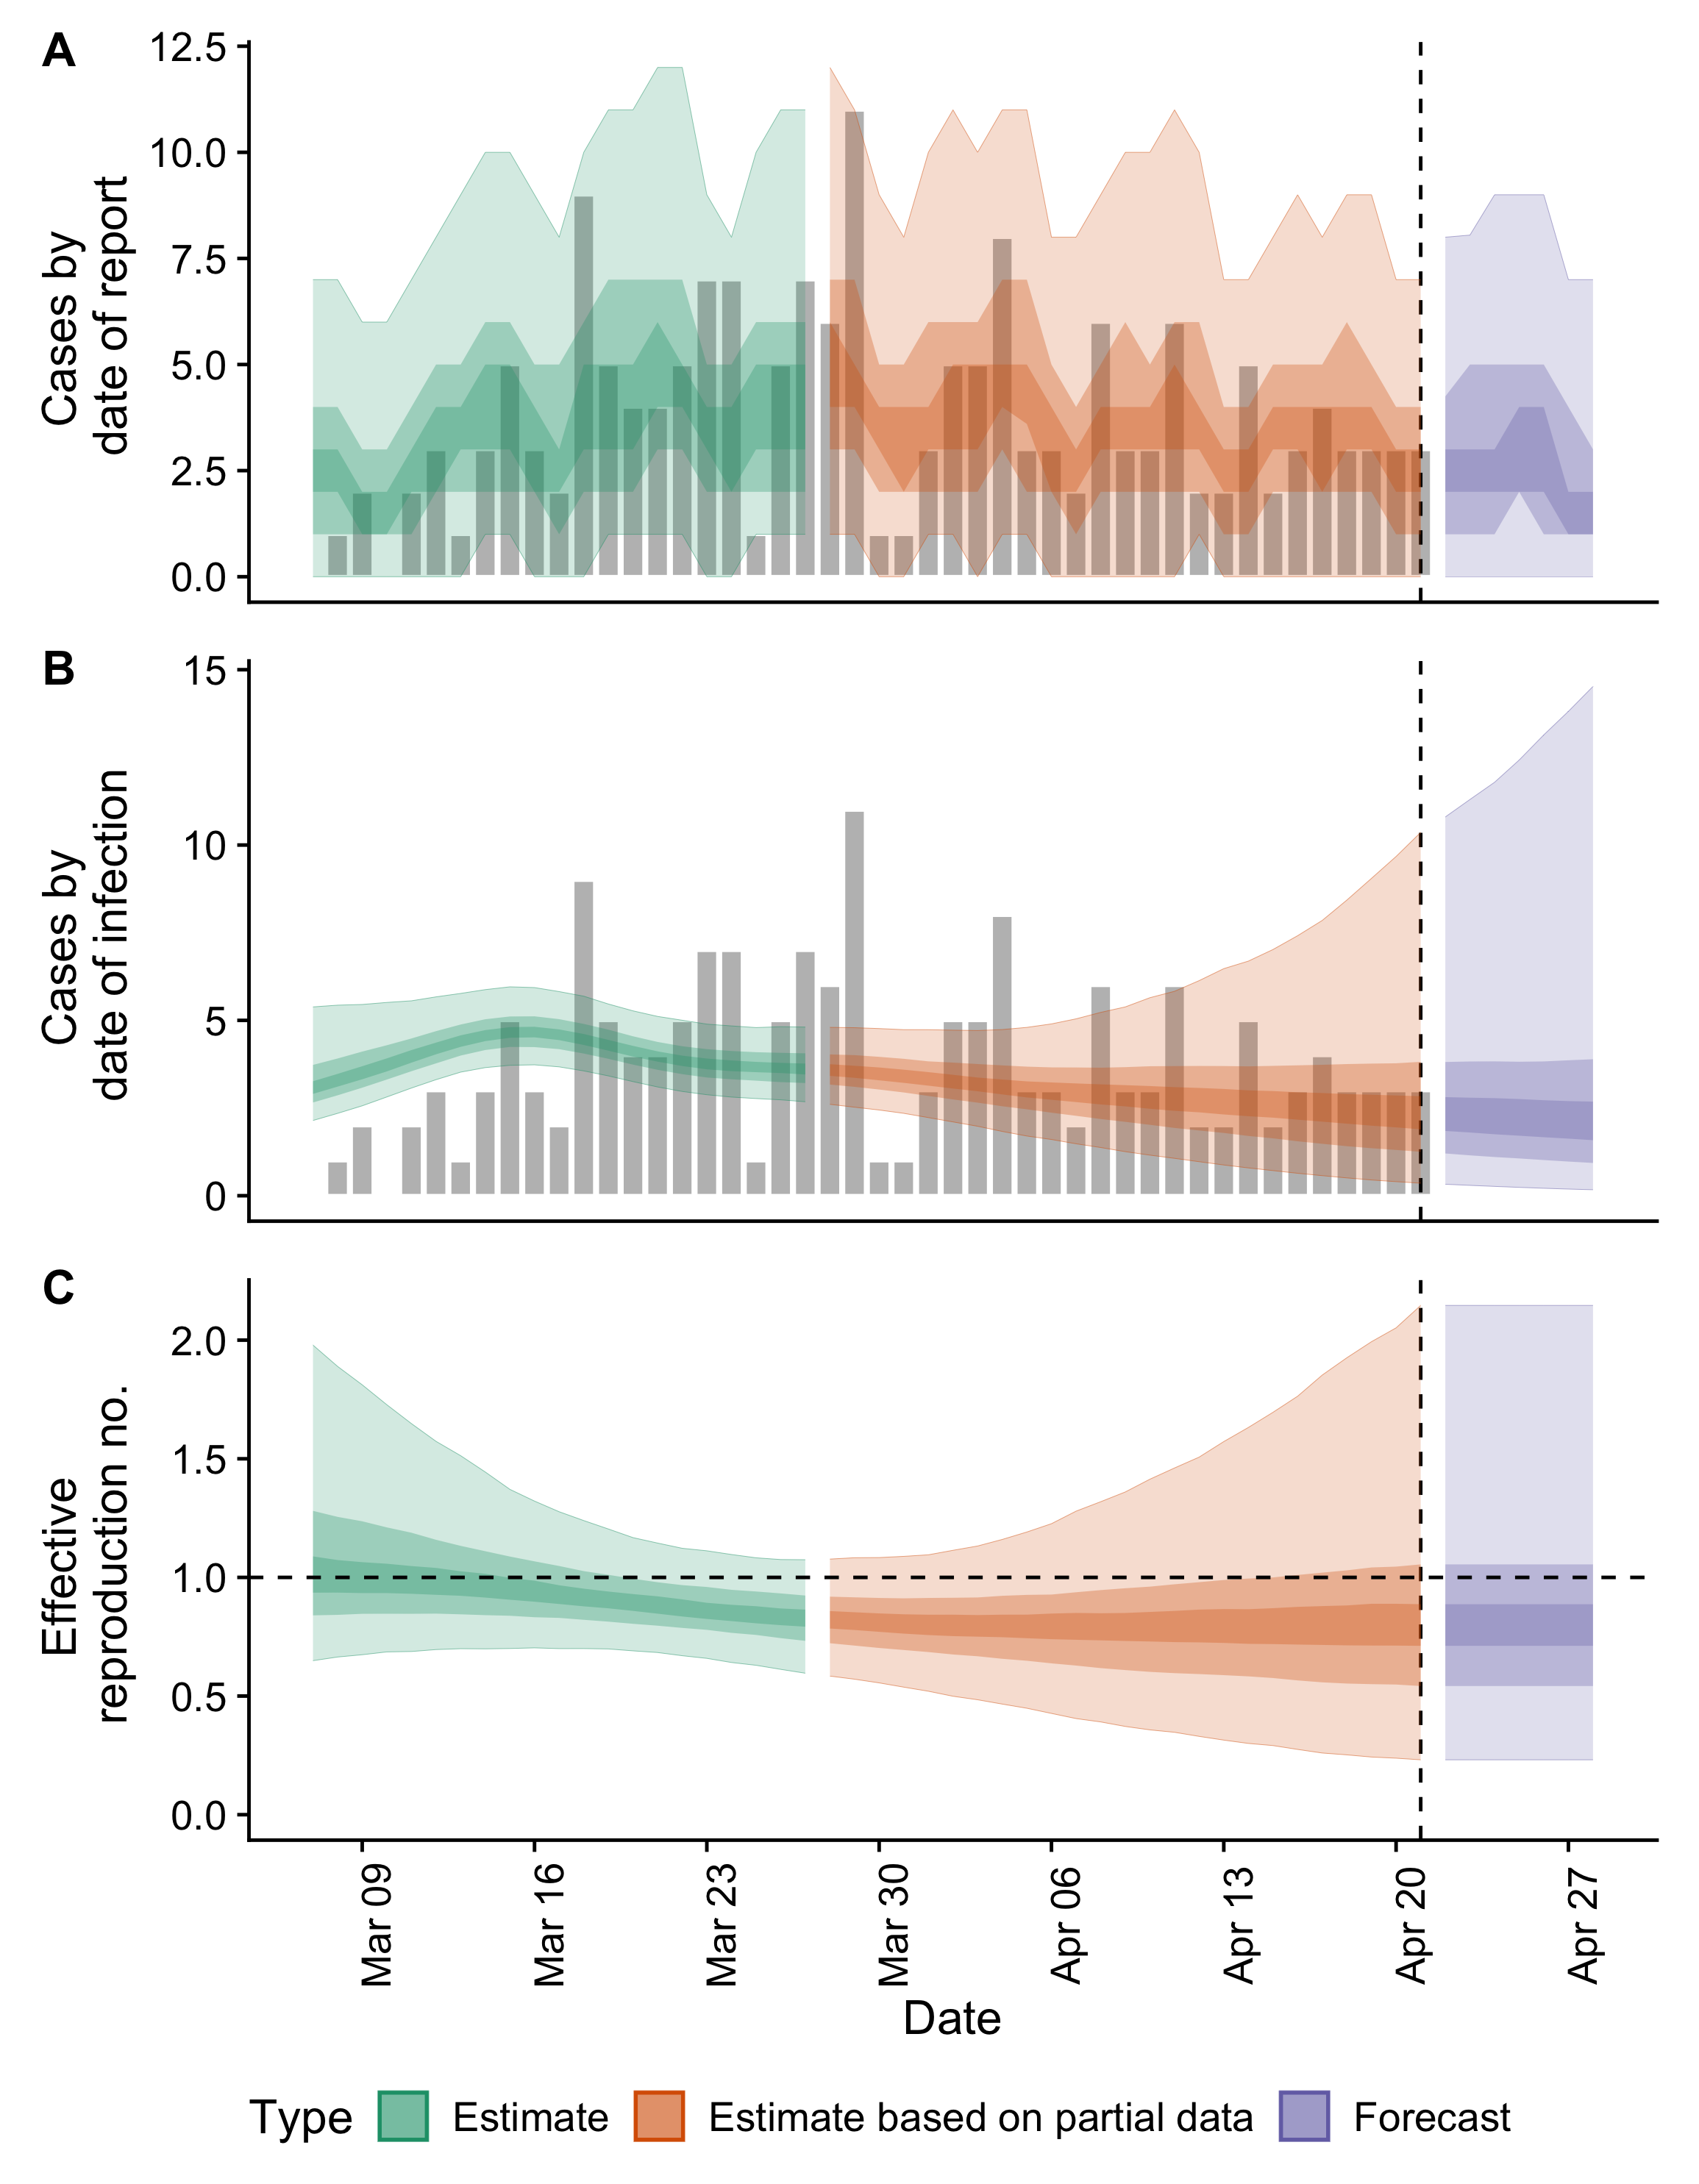 A
12.5
10.0
7.5
5.0
2.5
0.0
Cases by
date of report
B
15
10
5
0
Cases by
date of infection
C
2.0
1.5
1.0
0.5
0.0
Effective
reproduction no.
Mar 09
Mar 16
Mar 23
Mar 30
Apr 06
Apr 13
Apr 20
Apr 27
Date
Type Estimate Estimate based on partial data Forecast